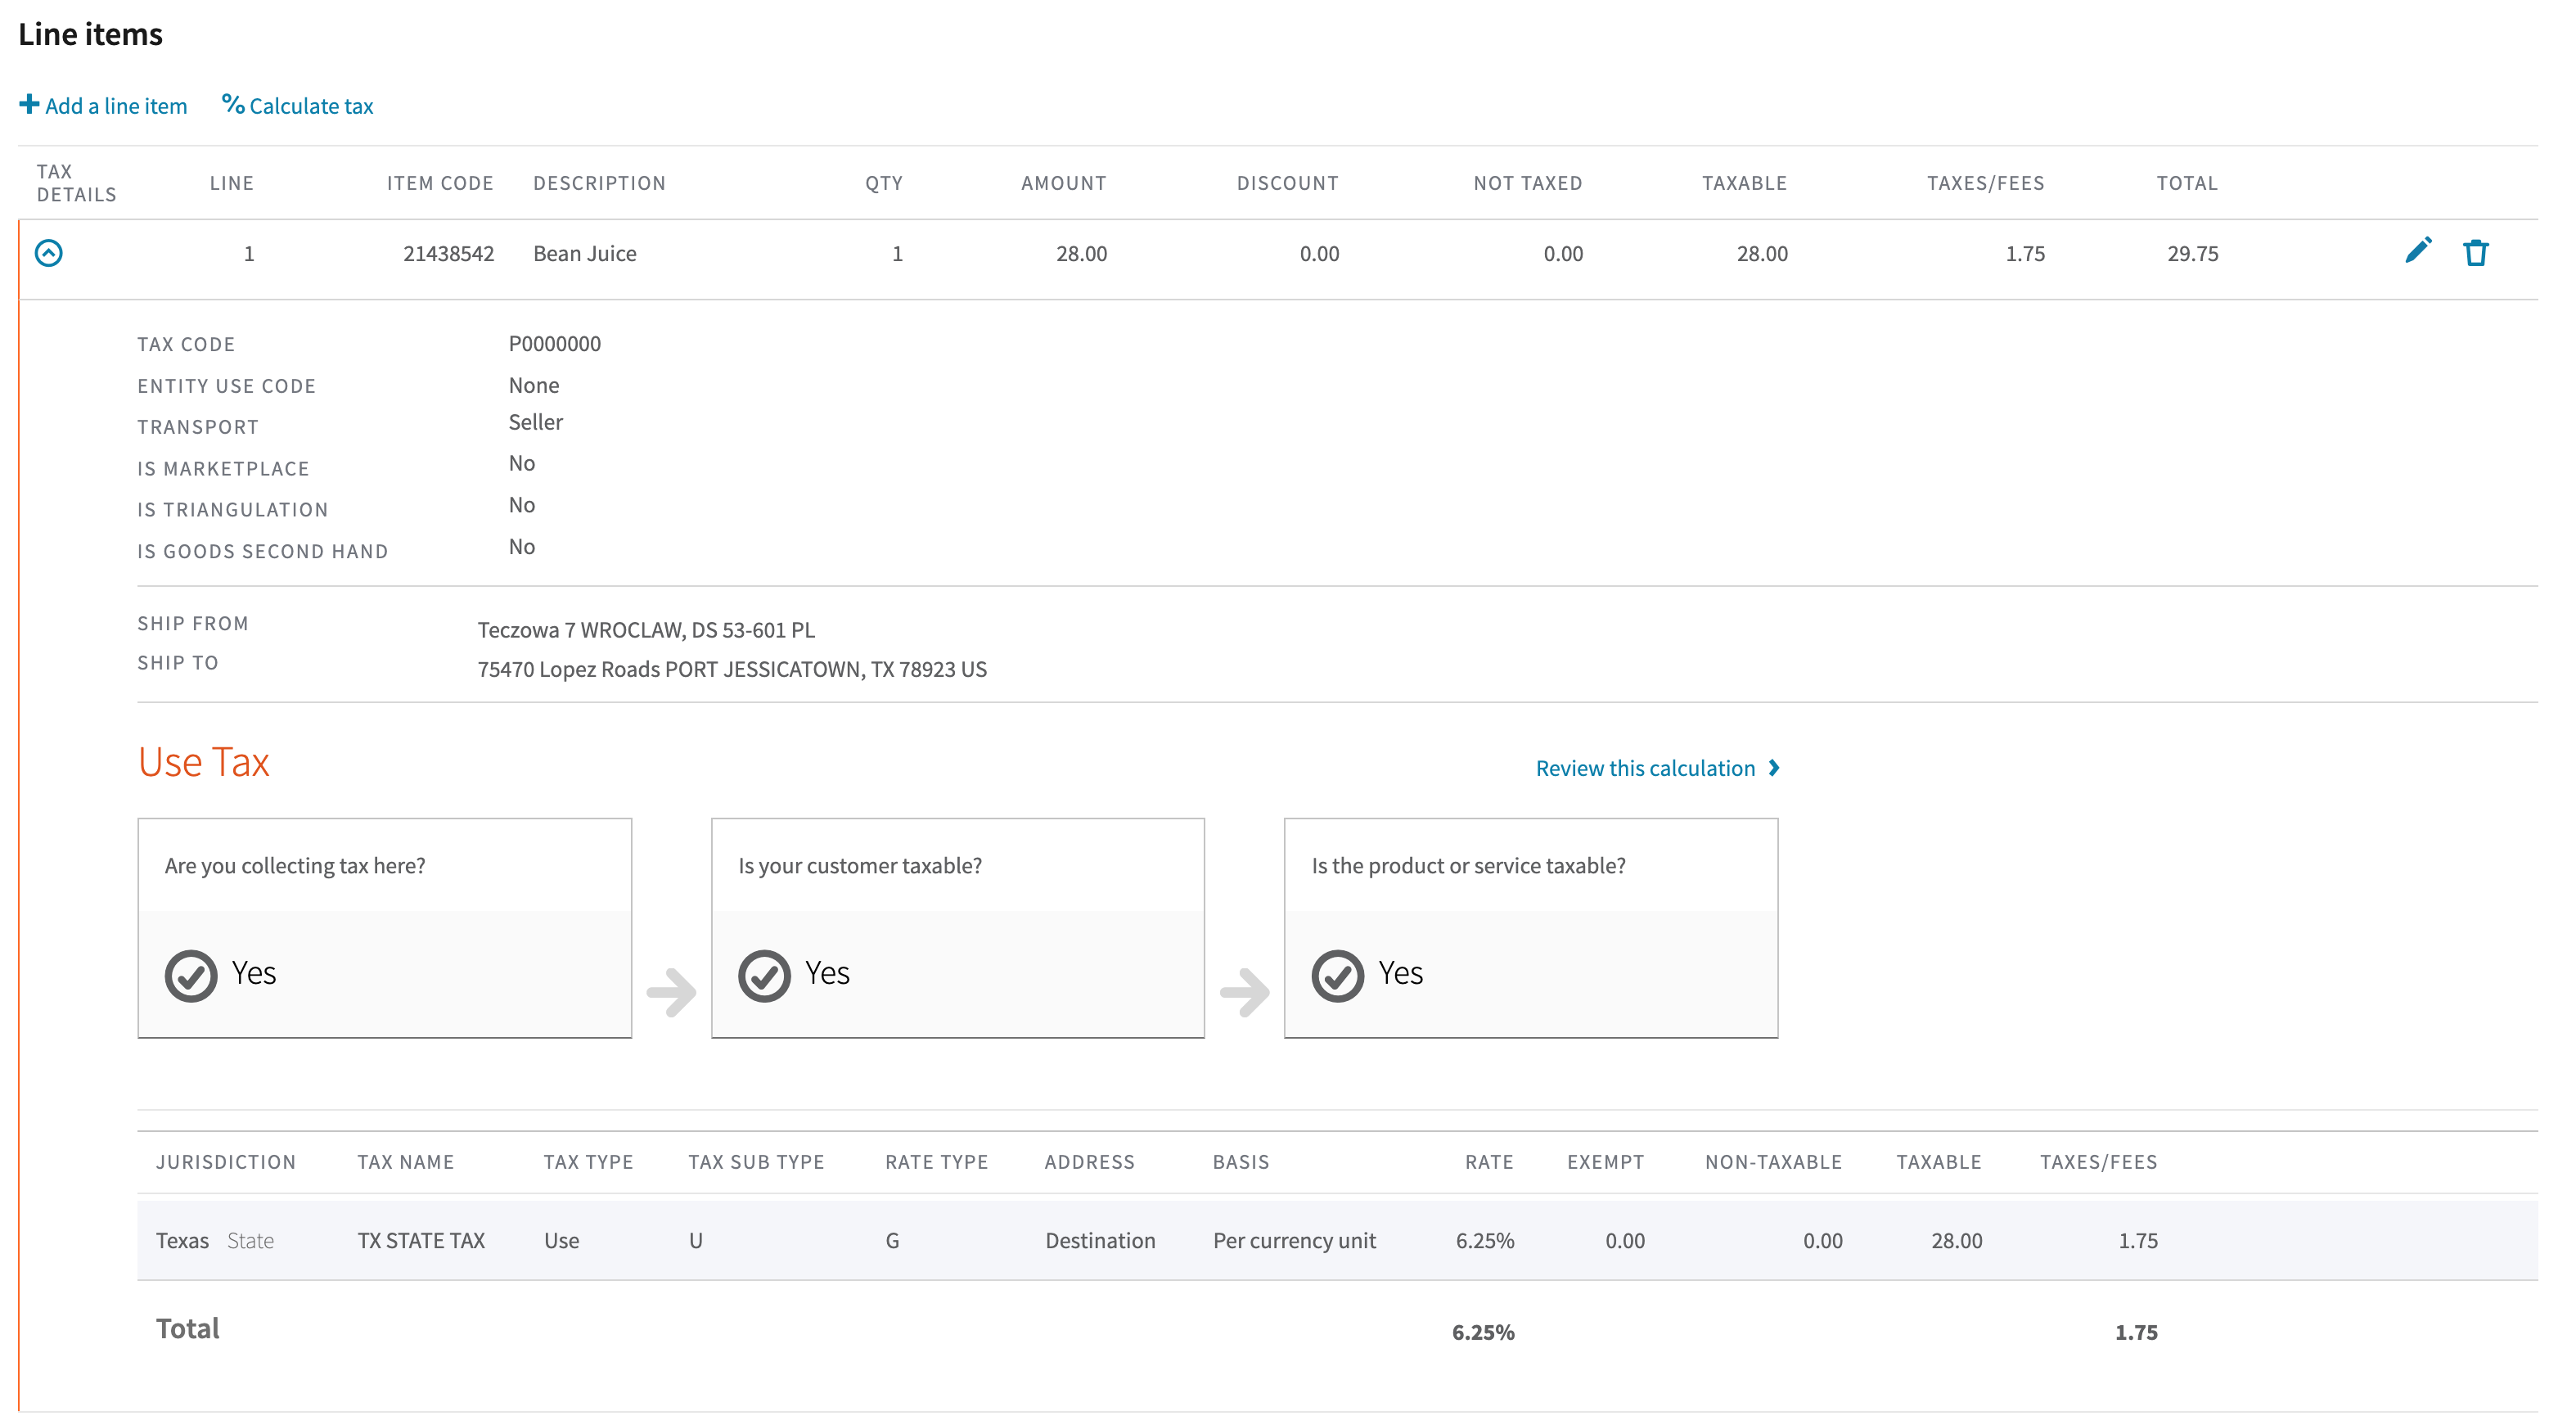 Line items
Add a line item % Calculate tax
TAX DETAILS LINE ITEM CODE DESCRIPTION QTY AMOUNT DISCOUNT NOT TAXED TAXABLE TAXES/FEES TOTAL
1 21438542 Bean Juice 1 28.00 0.00 0.00 28.00 1.75 29.75
TAX CODE P0000000
ENTITY USE CODE None
TRANSPORT Seller
IS MARKETPLACE No
IS TRIANGULATION No
IS GOODS SECOND HAND No
SHIP FROM Teczowa 7 WROCLAW, DS 53-601 PL
SHIP TO 75470 Lopez Roads PORT JESSICATOWN, TX 78923 US
Use Tax Review this calculation
Are you collecting tax here? Is your customer taxable? Is the product or service taxable?
Yes Yes Yes
JURISDICTION TAX NAME TAX TYPE TAX SUB TYPE RATE TYPE ADDRESS BASIS RATE EXEMPT NON-TAXABLE TAXABLE TAXES/FEES
Texas State TX STATE TAX Use U G Destination Per currency unit 6.25% 0.00 0.00 28.00 1.75
Total 6.25% 1.75